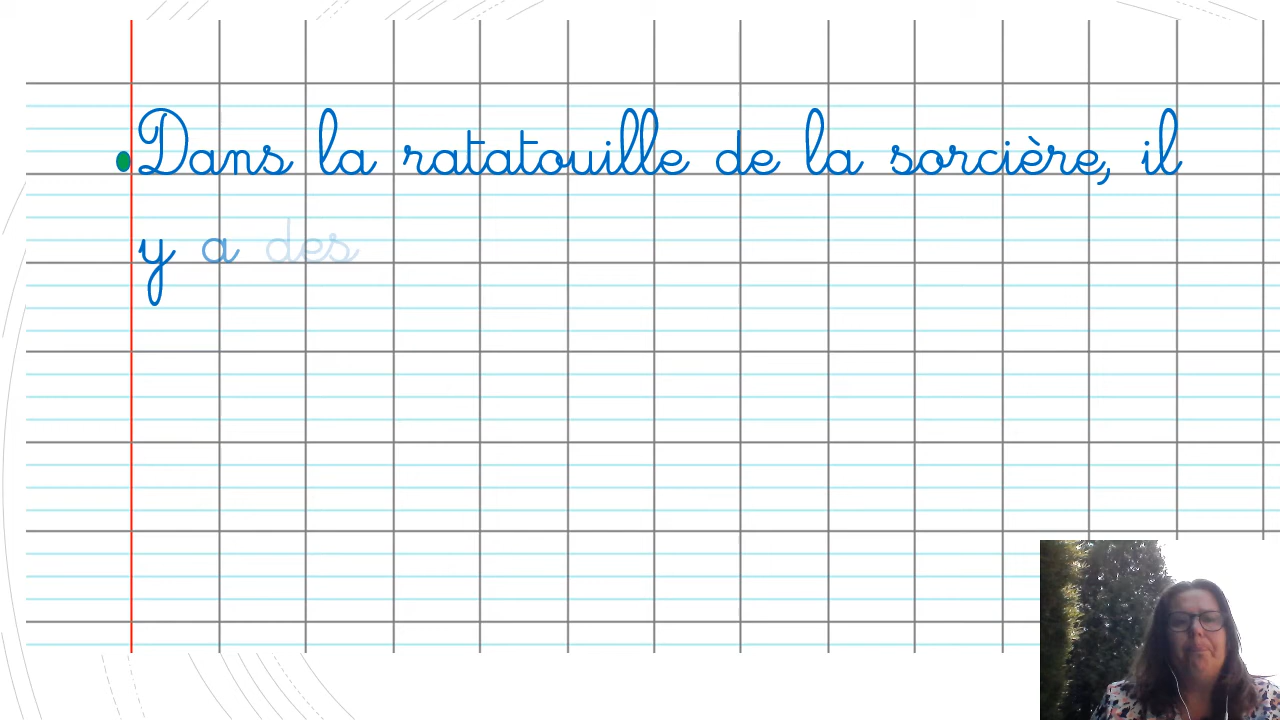 Dans la ratatouille de la sorcière, il
y a des